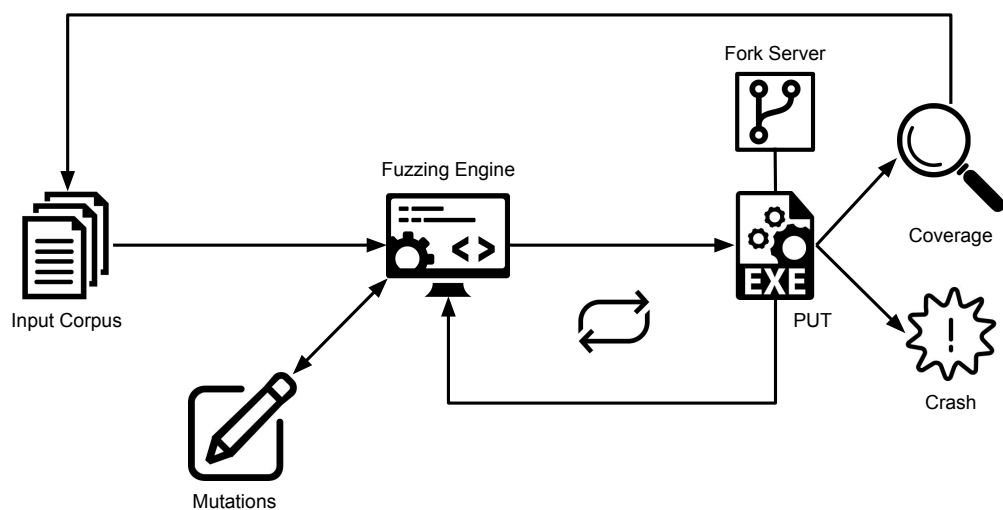 Fork Server
Fuzzing Engine
< >
EXE
Coverage
Input Corpus
PUT
!
Crash
Mutations